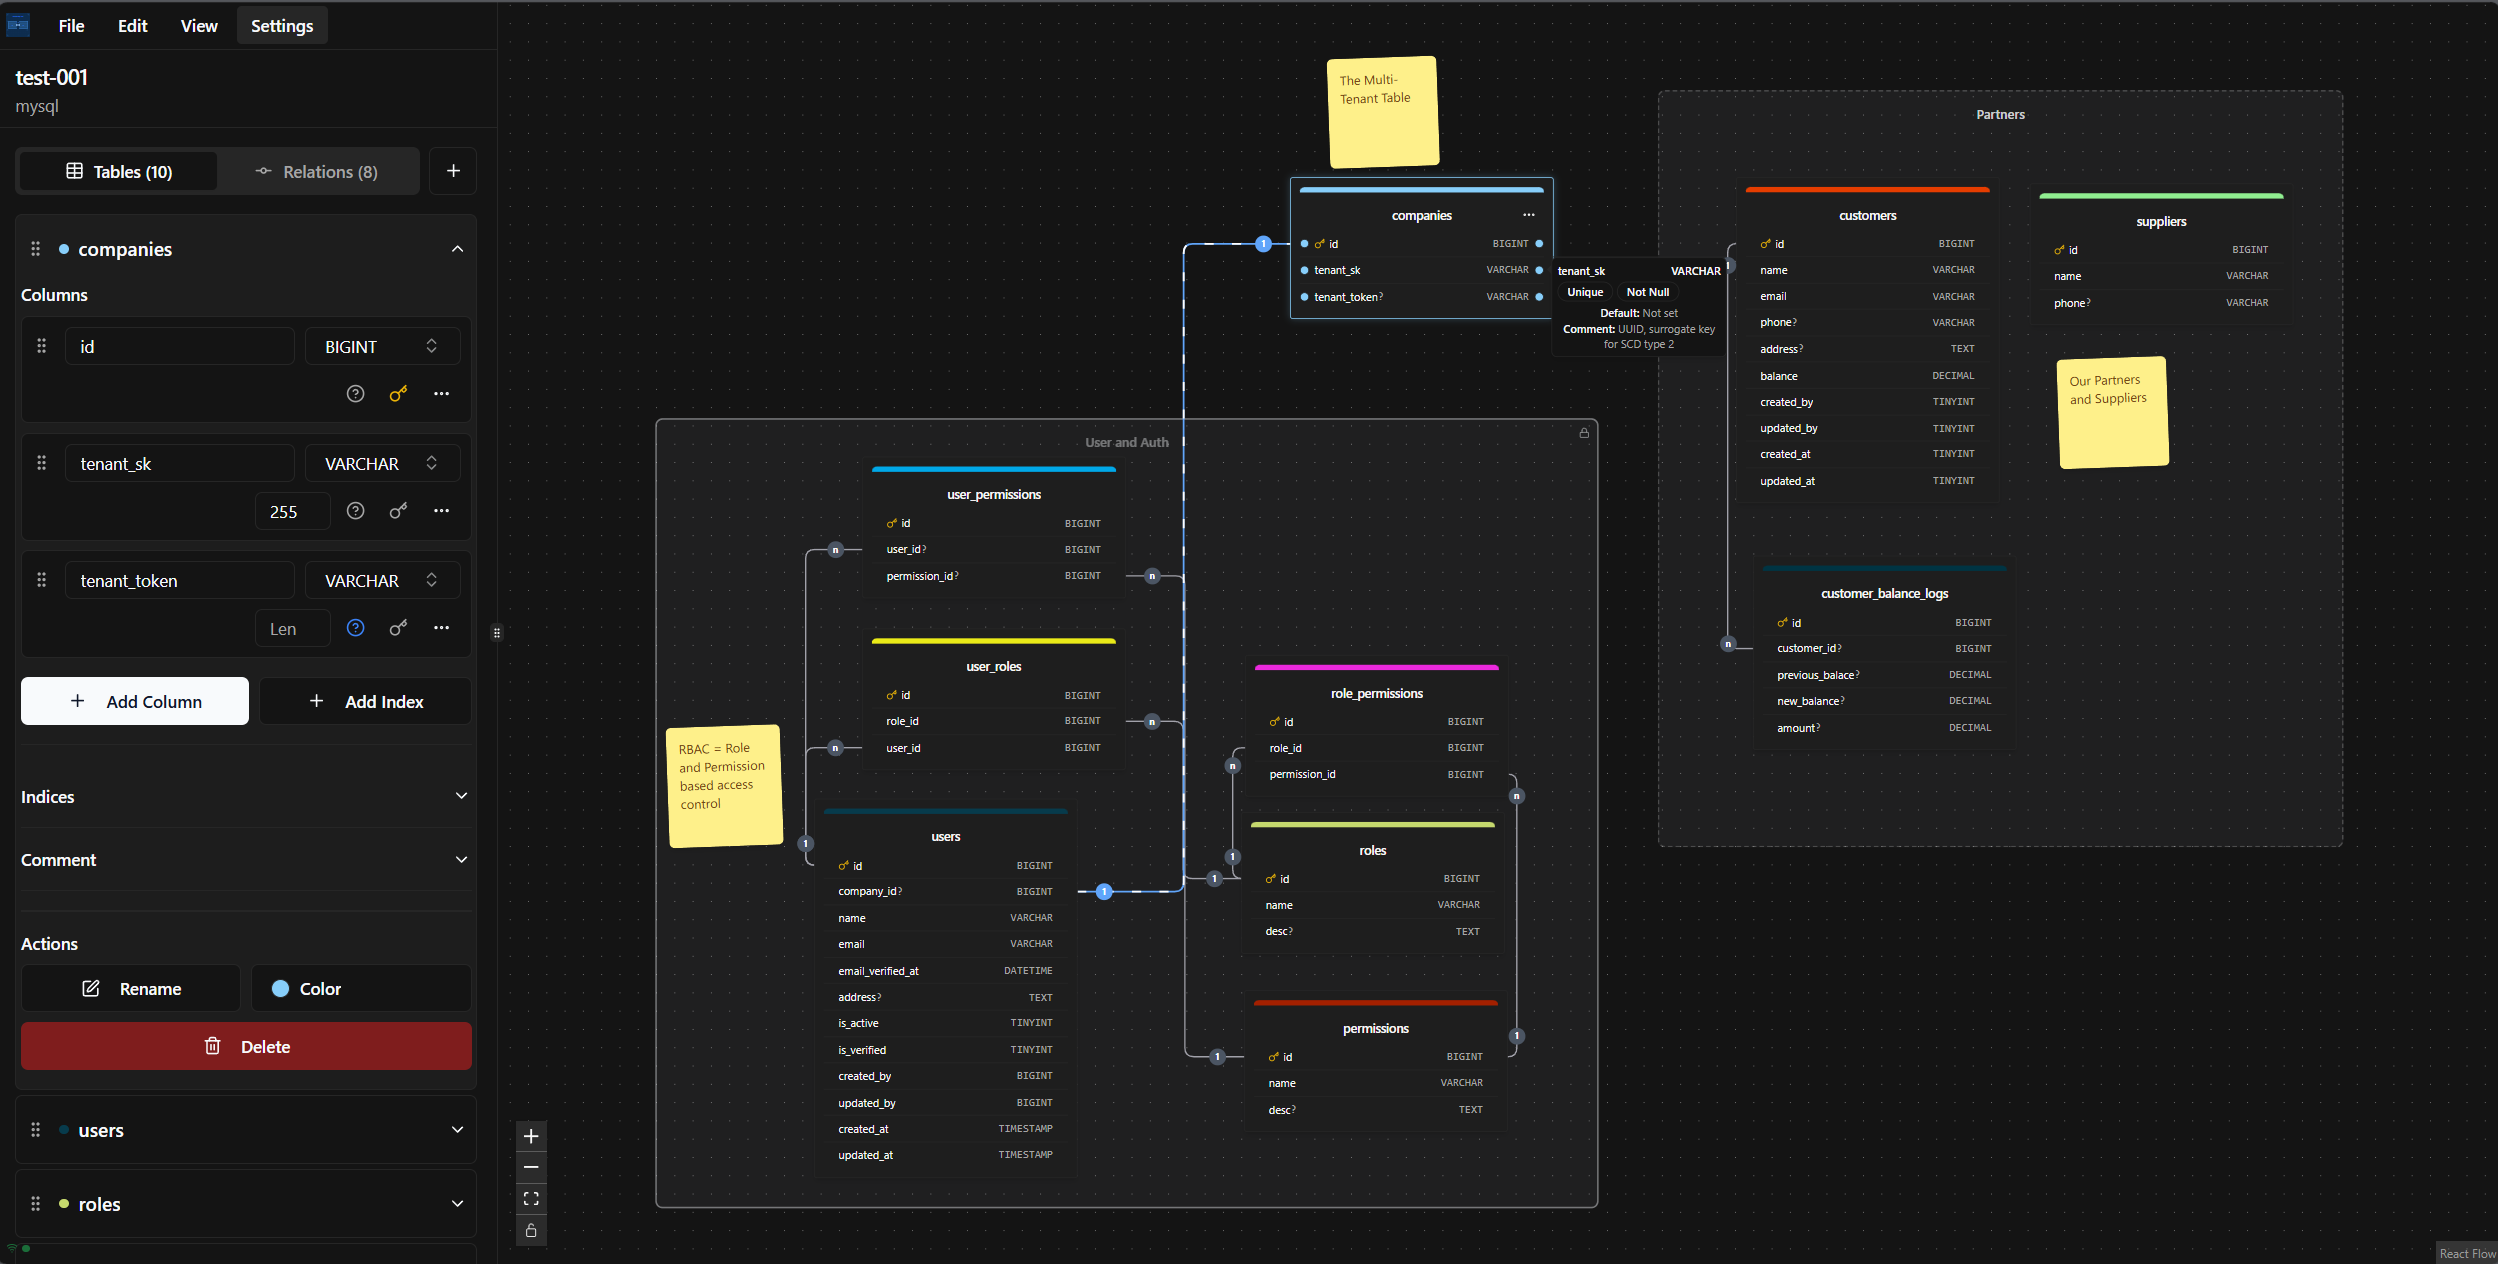 File Edit View Settings
test-001
mysql
Tables (10) Relations (8)
companies
Columns
id BIGINT
tenant_sk VARCHAR
255
tenant_token VARCHAR
Len
Add Column Add Index
Indices
Comment
Actions
Rename Color
Delete
users
roles
The Multi-
Tenant Table
companies
id BIGINT
tenant_sk VARCHAR
tenant_token? VARCHAR
1
tenant_sk VARCHAR
Unique Not Null
Default: Not set
Comment: UUID, surrogate key
for SCD type 2
Partners
customers
id BIGINT
name VARCHAR
email VARCHAR
phone? VARCHAR
address? TEXT
balance DECIMAL
created_by TINYINT
updated_by TINYINT
created_at TINYINT
updated_at TINYINT
1
suppliers
id BIGINT
name VARCHAR
phone? VARCHAR
Our Partners
and Suppliers
customer_balance_logs
id BIGINT
customer_id? BIGINT
previous_balace? DECIMAL
new_balance? DECIMAL
amount? DECIMAL
n
User and Auth
user_permissions
id BIGINT
n user_id? BIGINT
permission_id? BIGINT n
user_roles
id BIGINT
role_id BIGINT n
n user_id BIGINT
RBAC = Role
and Permission
based access
control
users
1
id BIGINT
company_id? BIGINT 1
name VARCHAR
email VARCHAR
email_verified_at DATETIME
address? TEXT
is_active TINYINT
is_verified TINYINT
created_by BIGINT
updated_by BIGINT
created_at TIMESTAMP
updated_at TIMESTAMP
role_permissions
id BIGINT
role_id BIGINT
n
permission_id BIGINT
n
roles
1
1 id BIGINT
name VARCHAR
desc? TEXT
permissions
1
1 id BIGINT
name VARCHAR
desc? TEXT
React Flow